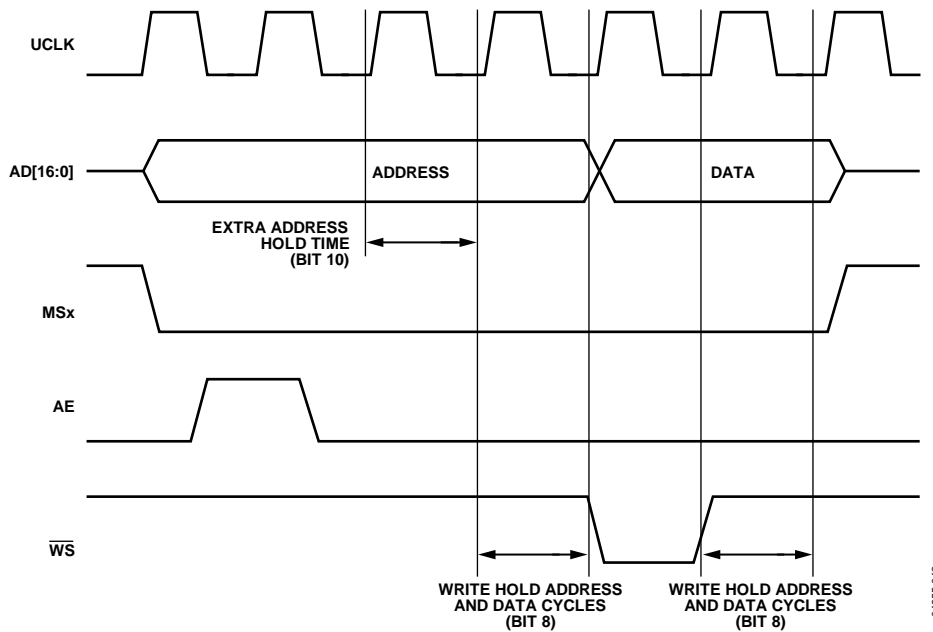 UCLK
AD[16:0]
ADDRESS
DATA
EXTRA ADDRESS
HOLD TIME
(BIT 10)
MSx
AE
WS
WRITE HOLD ADDRESS
AND DATA CYCLES
(BIT 8)
WRITE HOLD ADDRESS
AND DATA CYCLES
(BIT 8)